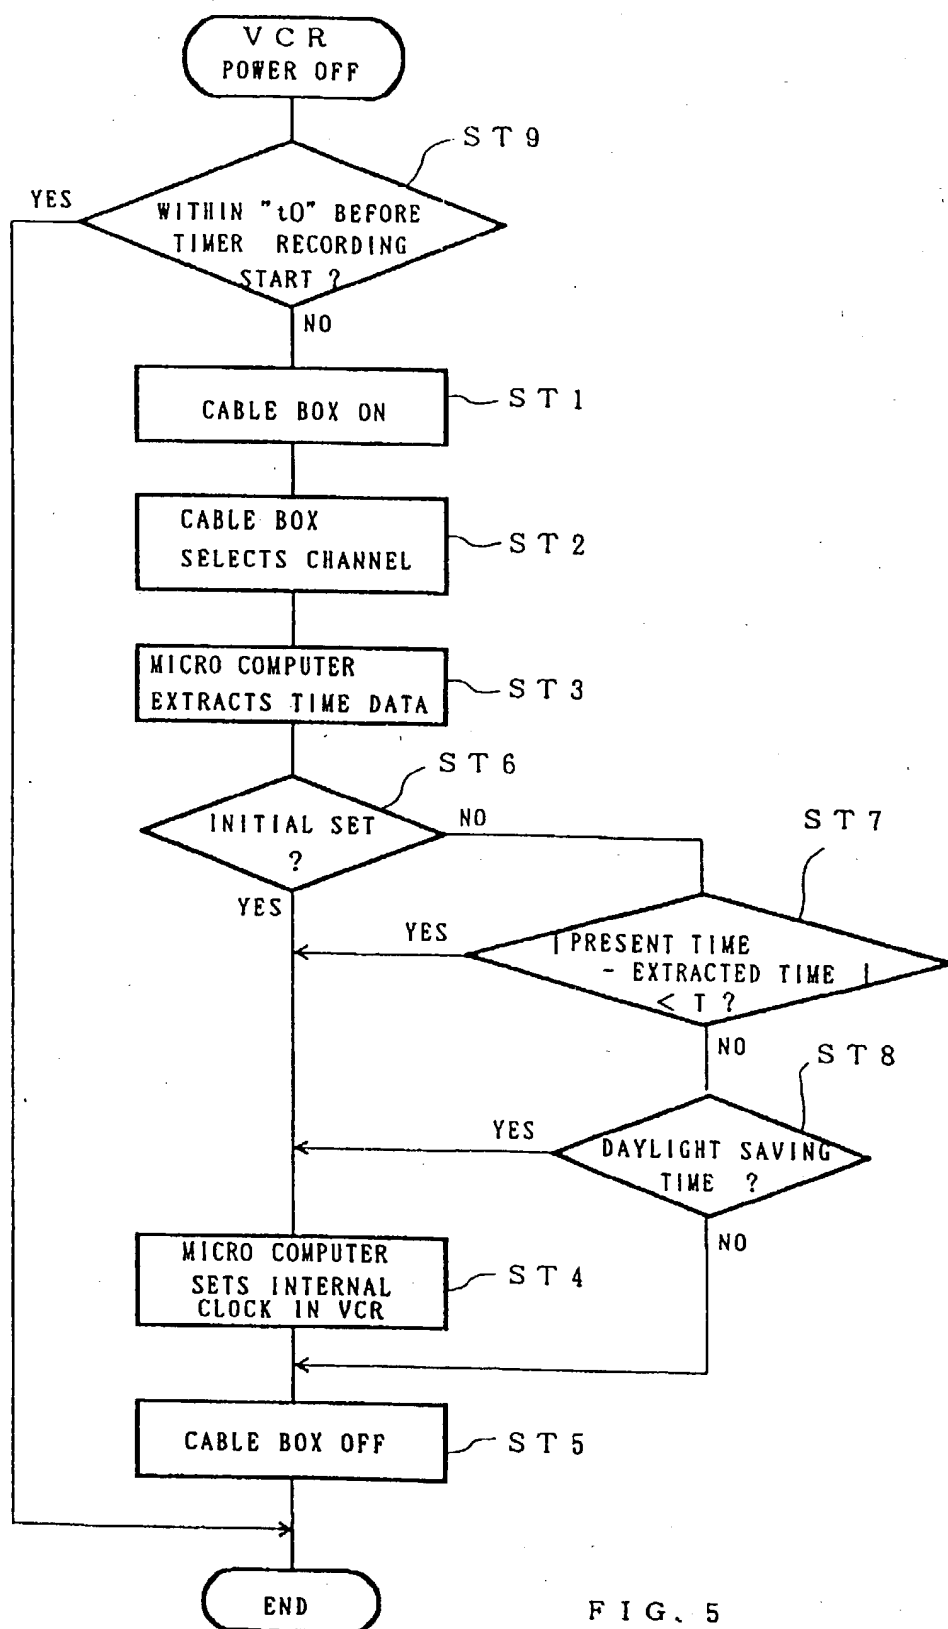 VCR
POWER OFF
ST9
YES
WITHIN "t0" BEFORE
TIMER RECORDING
START ?
NO
CABLE BOX ON
ST1
CABLE BOX
SELECTS CHANNEL
ST2
MICRO COMPUTER
EXTRACTS TIME DATA
ST3
ST6
INITIAL SET
?
NO
YES
ST7
YES
| PRESENT TIME
- EXTRACTED TIME |
< T ?
NO
ST8
YES
DAYLIGHT SAVING
TIME ?
NO
MICRO COMPUTER
SETS INTERNAL
CLOCK IN VCR
ST4
CABLE BOX OFF
ST5
END
FIG. 5